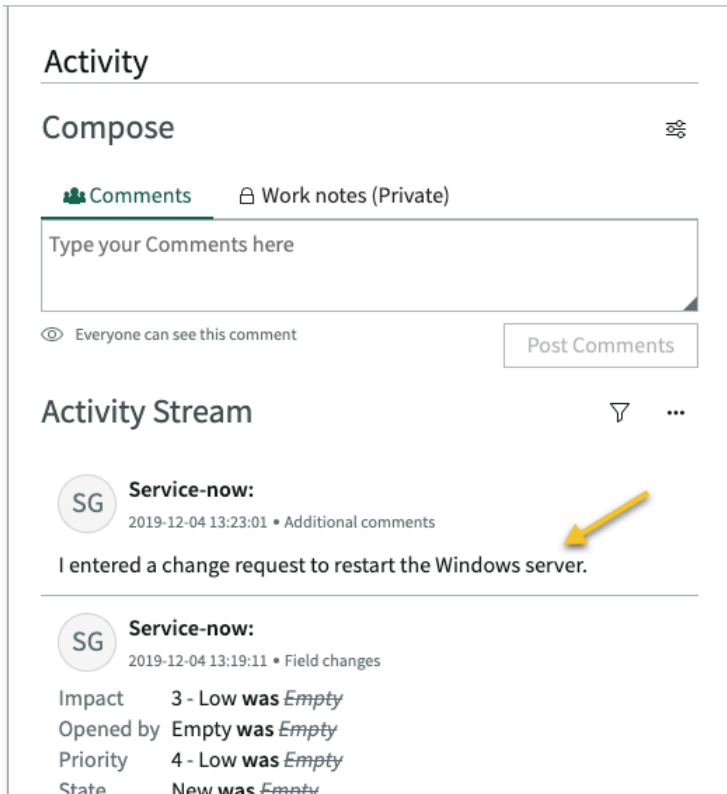 Activity
Compose
Comments
Work notes (Private)
Type your Comments here
Everyone can see this comment
Post Comments
Activity Stream
SG
Service-now:
2019-12-04 13:23:01 • Additional comments
I entered a change request to restart the Windows server.
SG
Service-now:
2019-12-04 13:19:11 • Field changes
Impact 3 - Low was Empty
Opened by Empty was Empty
Priority 4 - Low was Empty
State New was Empty